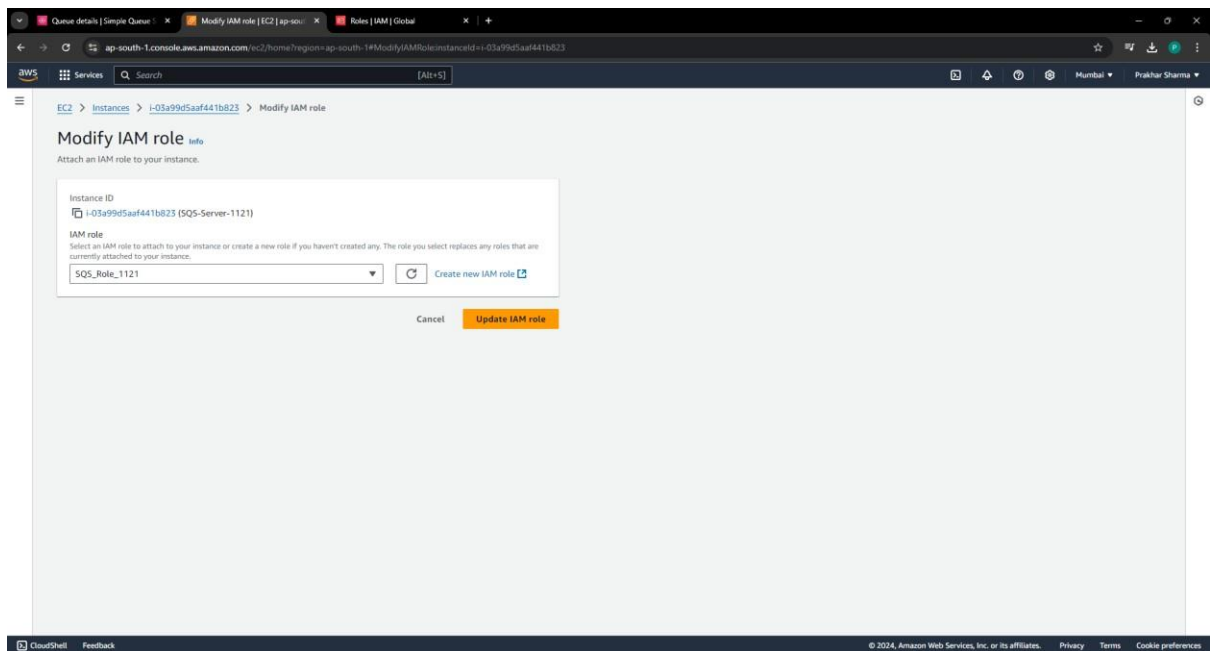 Queue details | Simple Queue S
Modify IAM role | EC2 | ap-sout
Roles | IAM | Global
ap-south-1.console.aws.amazon.com/ec2/home?region=ap-south-1#ModifyIAMRole:instanceId=i-03a99d5aaf441b823
aws
Services
Search
[Alt+S]
Mumbai
Prakhar Sharma
EC2 > Instances > i-03a99d5aaf441b823 > Modify IAM role
Modify IAM role Info
Attach an IAM role to your instance.
Instance ID
i-03a99d5aaf441b823 (SQS-Server-1121)
IAM role
Select an IAM role to attach to your instance or create a new role if you haven't created any. The role you select replaces any roles that are
currently attached to your instance.
SQS_Role_1121
Create new IAM role
Cancel
Update IAM role
CloudShell
Feedback
© 2024, Amazon Web Services, Inc. or its affiliates.
Privacy
Terms
Cookie preferences